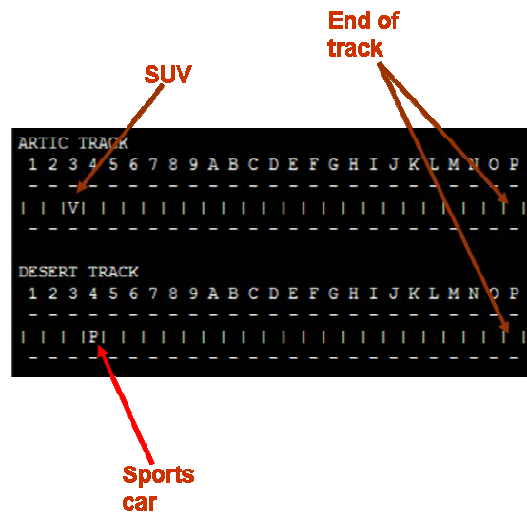 End of
track
SUV
ARTIC TRACK
1 2 3 4 5 6 7 8 9 A B C D E F G H I J K L M N O P
- - - - - - - - - - - - - - - - - - - - - - - -
| | |V| | | | | | | | | | | | | | | | | | | | | |
- - - - - - - - - - - - - - - - - - - - - - - -
DESERT TRACK
1 2 3 4 5 6 7 8 9 A B C D E F G H I J K L M N O P
- - - - - - - - - - - - - - - - - - - - - - - -
| | | |P| | | | | | | | | | | | | | | | | | | | |
- - - - - - - - - - - - - - - - - - - - - - - -
Sports
car